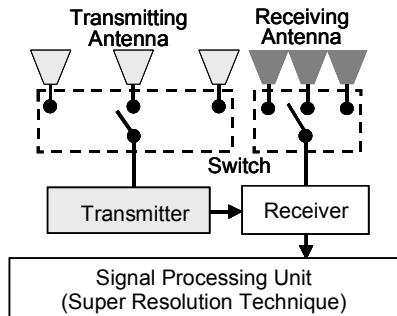 Transmitting
Antenna
Receiving
Antenna
Switch
Transmitter
Receiver
Signal Processing Unit
(Super Resolution Technique)